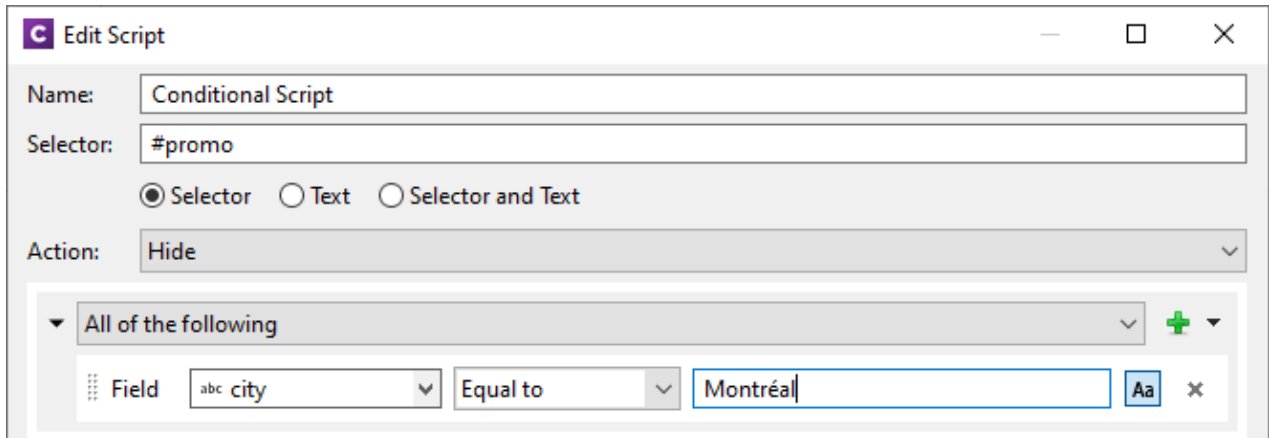 C Edit Script
Name: Conditional Script
Selector: #promo
Selector Text Selector and Text
Action: Hide
All of the following
Field abc city Equal to Montréal Aa